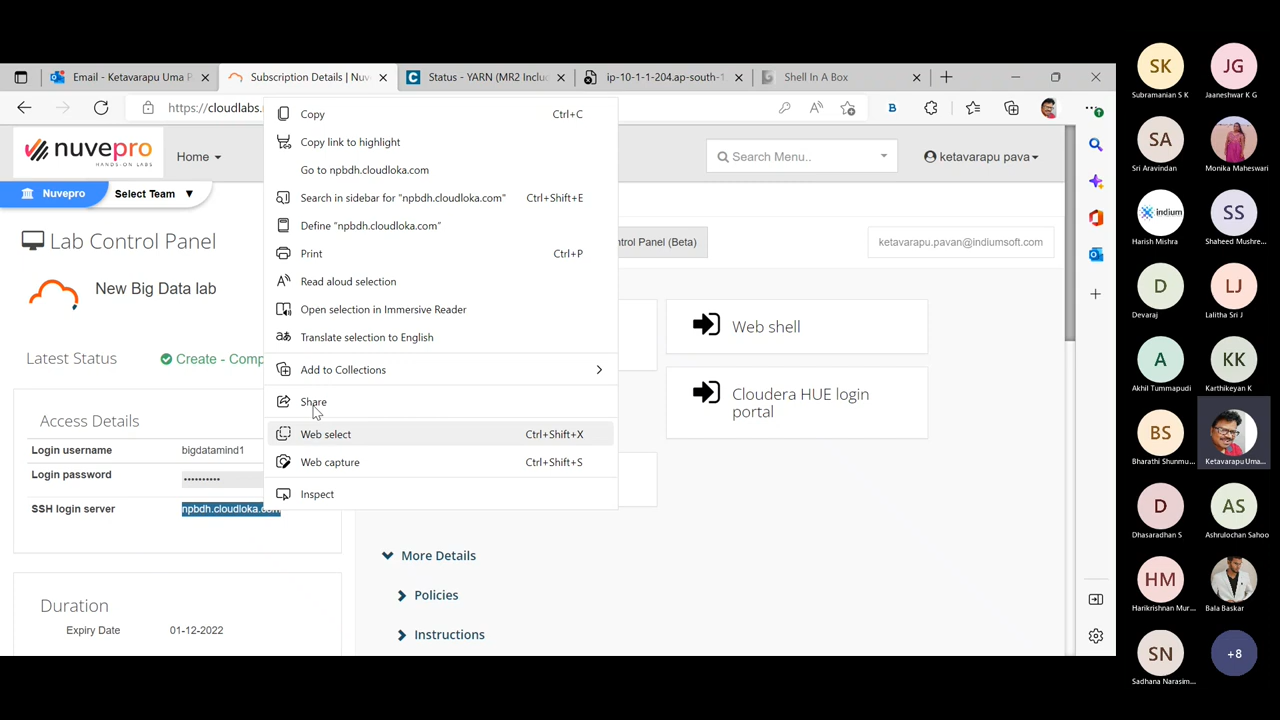 Email - Ketavarapu Uma P
Subscription Details | Nuv
Status - YARN (MR2 Inclu
ip-10-1-1-204.ap-south-1
Shell In A Box
https://cloudlabs.
B
nuvepro
HANDS-ON LABS
Home
Search Menu...
ketavarapu pava
Nuvepro
Select Team
Copy Ctrl+C
Copy link to highlight
Go to npbdh.cloudloka.com
Search in sidebar for "npbdh.cloudloka.com" Ctrl+Shift+E
Define "npbdh.cloudloka.com"
Print Ctrl+P
Read aloud selection
Open selection in Immersive Reader
Translate selection to English
Add to Collections
Share
Web select Ctrl+Shift+X
Web capture Ctrl+Shift+S
Inspect
Lab Control Panel
ntrol Panel (Beta)
ketavarapu.pavan@indiumsoft.com
New Big Data lab
Latest Status Create - Comp
Web shell
Cloudera HUE login
portal
Access Details
Login username bigdatamind1
Login password ••••••••••
SSH login server npbdh.cloudloka.com
More Details
Policies
Instructions
Duration
Expiry Date 01-12-2022
SK
Subramanian S K
JG
Jaaneshwar K G
SA
Sri Aravindan
Monika Maheswari
indium
Harish Mishra
SS
Shaheed Mushre...
D
Devaraj
LJ
Lalitha Sri J
A
Akhil Tummapudi
KK
Karthikeyan K
BS
Bharathi Shunmu...
Ketavarapu Uma...
D
Dhasaradhan S
AS
Ashrulochan Sahoo
HM
Harikrishnan Mur...
Bala Baskar
SN
Sadhana Narasim...
+8